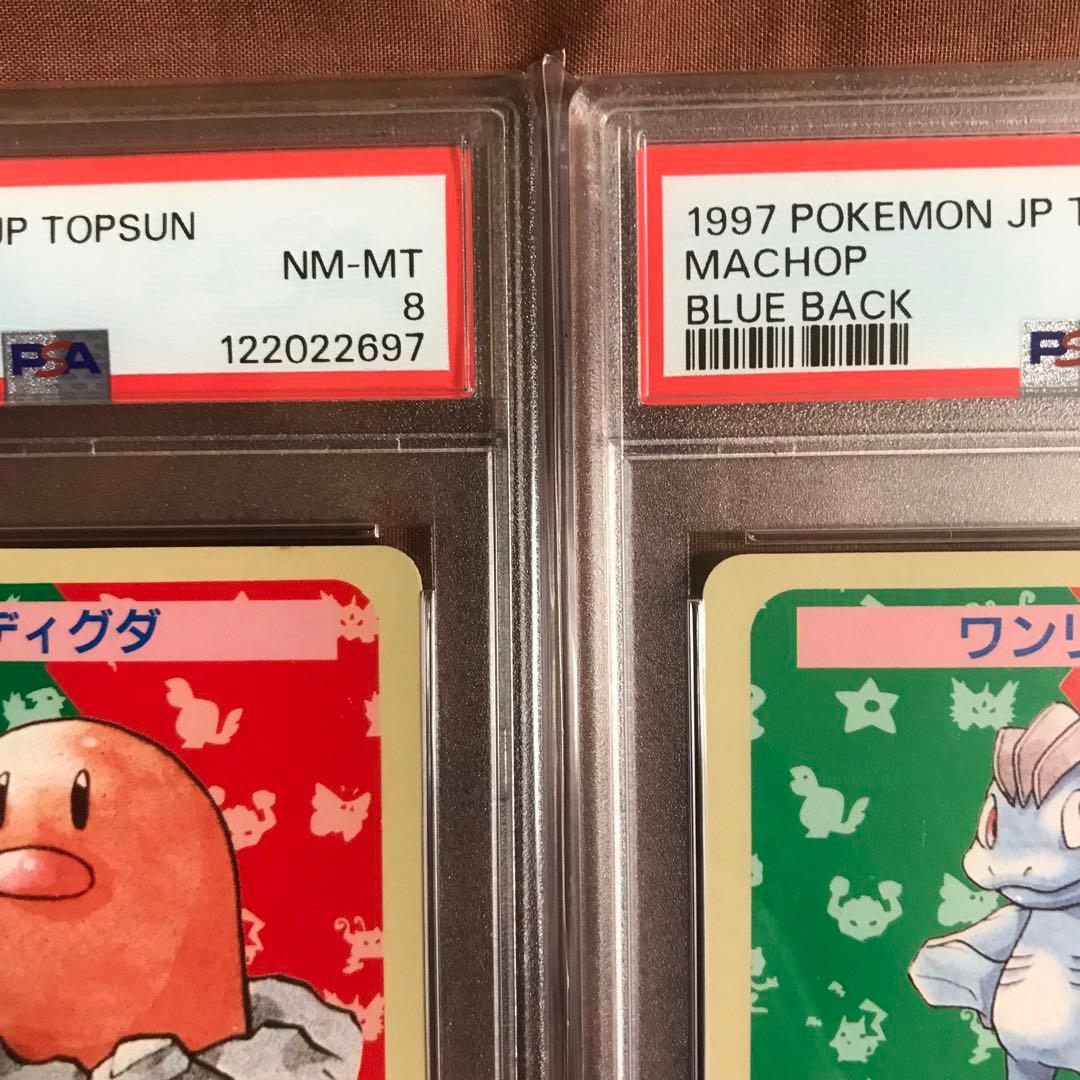 JP TOPSUN
NM-MT
8
122022697
PSA
ディグダ
1997 POKEMON JP T
MACHOP
BLUE BACK
PS
ワンリ